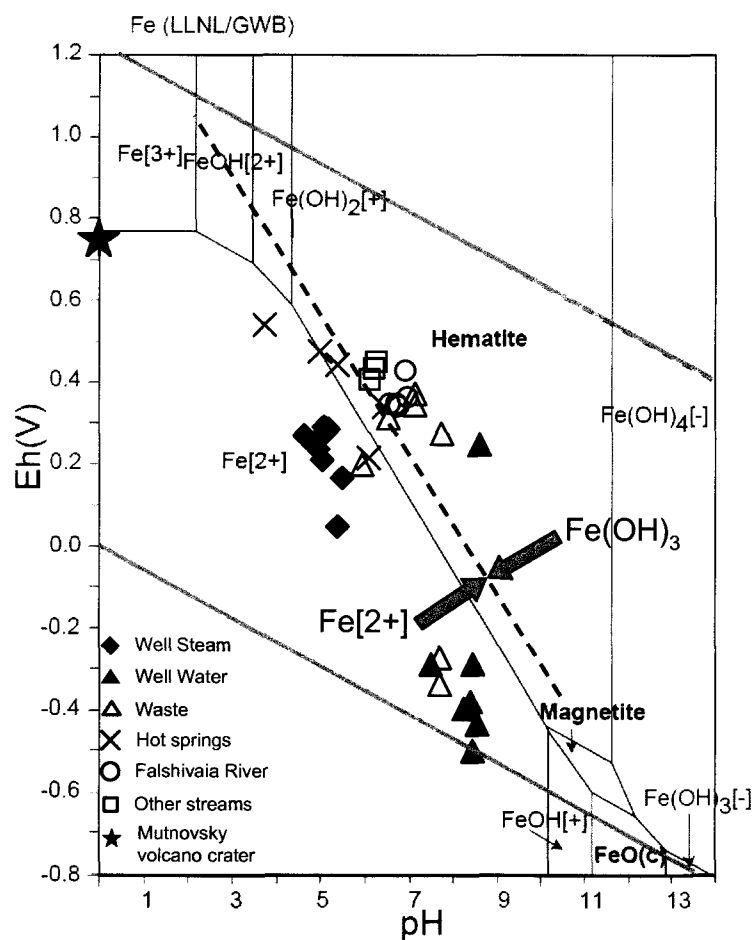 Fe (LLNL/GWB)
1.2
1.0
0.8
0.6
0.4
0.2
0.0
-0.2
-0.4
-0.6
-0.8
Eh(V)
Fe[3+]
FeOH[2+]
Fe(OH)2[+]
Hematite
Fe(OH)4[-]
Fe[2+]
Fe(OH)3
Fe[2+]
Magnetite
Fe(OH)3[-]
FeOH[+]
FeO(c)
Well Steam
Well Water
Waste
Hot springs
Falshivaia River
Other streams
Mutnovsky
volcano crater
1 3 5 7 9 11 13
pH